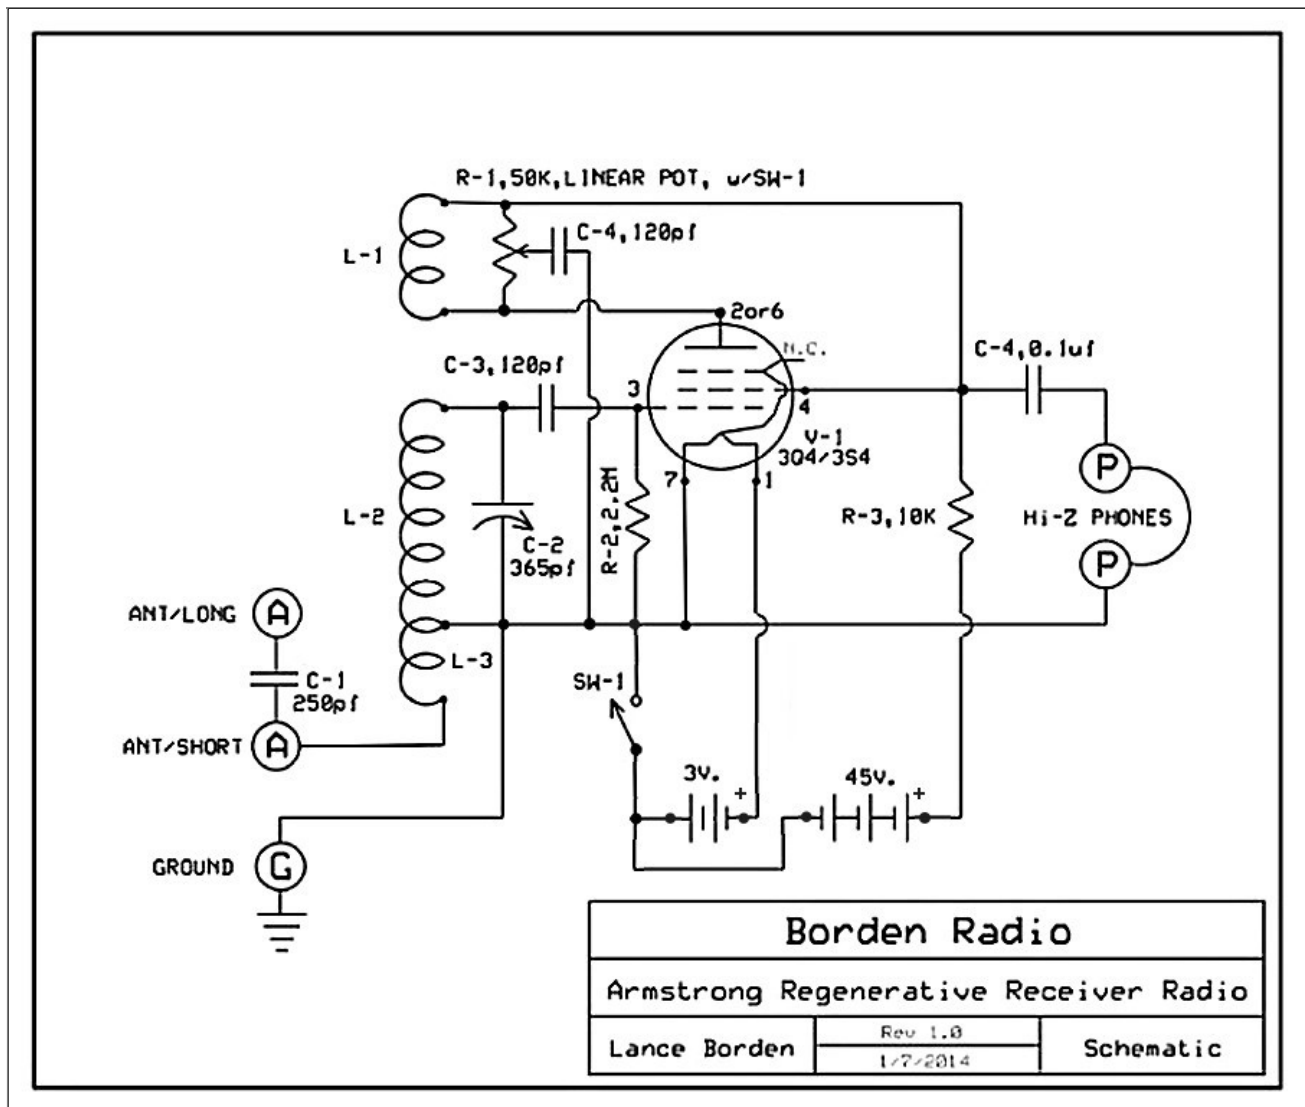 R-1,50K,LINEAR POT, w/SW-1
C-4,120pf
L-1
2or6
N.C.
C-4,0.1uf
C-3,120pf
3
4
V-1
3Q4/3S4
7
1
P
R-2,2.2M
L-2
C-2
365pf
R-3,10K
Hi-Z PHONES
P
ANT/LONG
A
L-3
C-1
250pf
SW-1
ANT/SHORT
A
3V.
+
45V.
+
GROUND
G
Borden Radio
Armstrong Regenerative Receiver Radio
Lance Borden
Rev 1.0
1/7/2014
Schematic